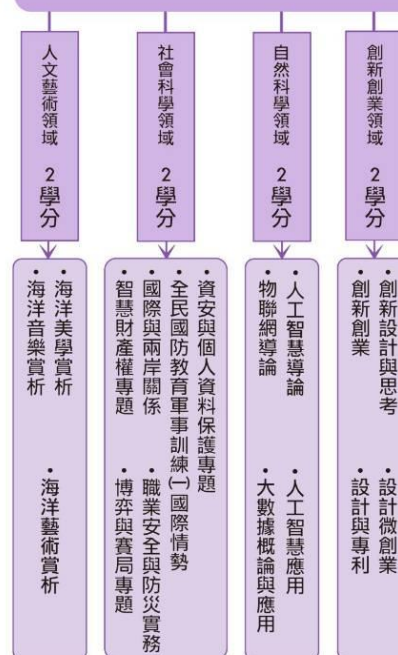 人文藝術領域 2學分
社會科學領域 2學分
自然科學領域 2學分
創新創業領域 2學分
・海洋美學賞析
・海洋音樂賞析 ・海洋藝術賞析
・資安與個人資料保護專題
・全民國防教育軍事訓練㈠國際情勢
・國際與兩岸關係 ・職業安全與防災實務
・智慧財產權專題 ・博弈與賽局專題
・人工智慧導論 ・人工智慧應用
・物聯網導論 ・大數據概論與應用
・創新設計與思考 ・設計微創業
・創新創業 ・設計與專利